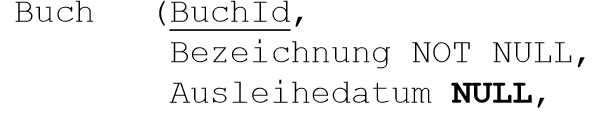 Buch (BuchId,
Bezeichnung NOT NULL,
Ausleihedatum NULL,